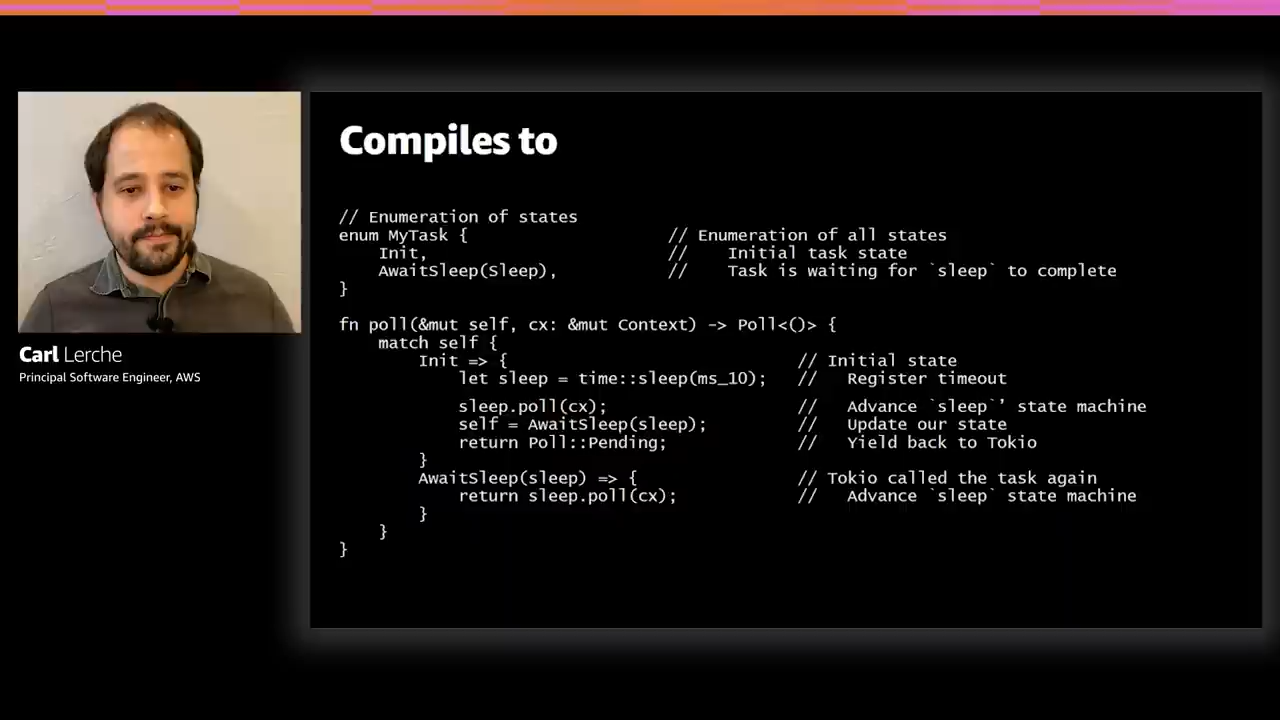 Compiles to
// Enumeration of states
enum MyTask { // Enumeration of all states
Init, // Initial task state
AwaitSleep(Sleep), // Task is waiting for `sleep` to complete
}
fn poll(&mut self, cx: &mut Context) -> Poll<()> {
match self {
Init => { // Initial state
let sleep = time::sleep(ms_10); // Register timeout
sleep.poll(cx); // Advance `sleep`’ state machine
self = AwaitSleep(sleep); // Update our state
return Poll::Pending; // Yield back to Tokio
}
AwaitSleep(sleep) => { // Tokio called the task again
return sleep.poll(cx); // Advance `sleep` state machine
}
}
}
Carl Lerche
Principal Software Engineer, AWS